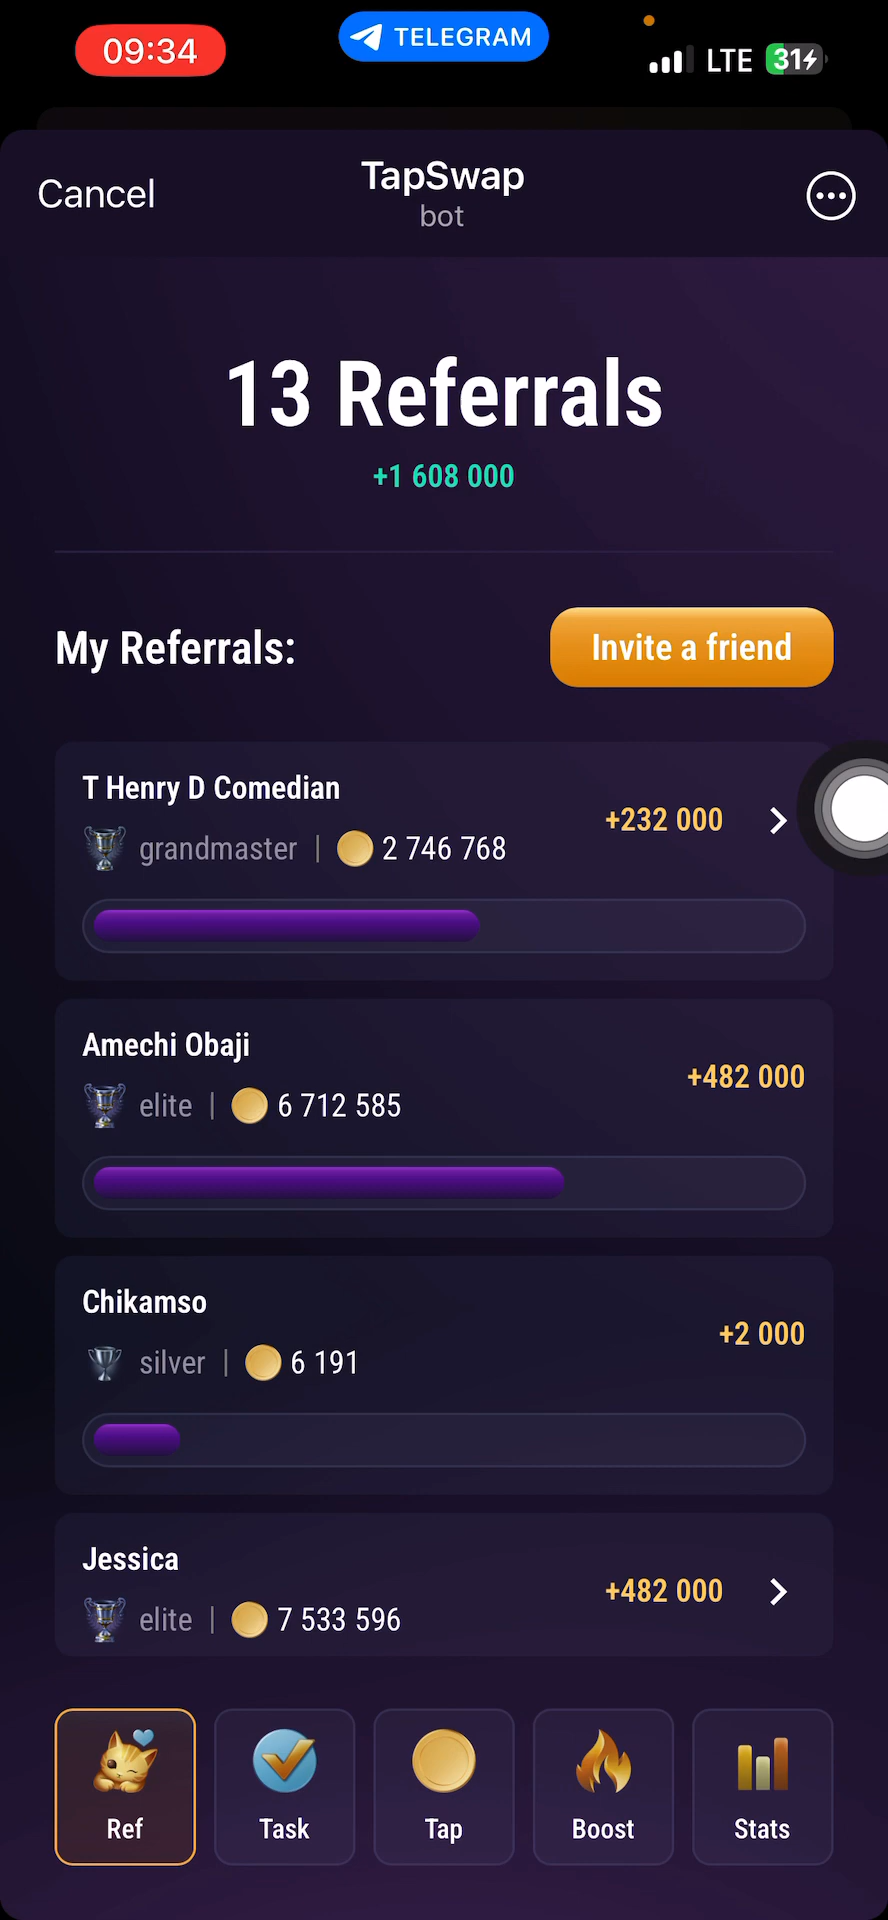 09:34
TELEGRAM
LTE
31
Cancel
TapSwap
bot
13 Referrals
+1 608 000
My Referrals:
Invite a friend
T Henry D Comedian
+232 000
grandmaster | 2 746 768
Amechi Obaji
+482 000
elite | 6 712 585
Chikamso
+2 000
silver | 6 191
Jessica
+482 000
elite | 7 533 596
Ref
Task
Tap
Boost
Stats